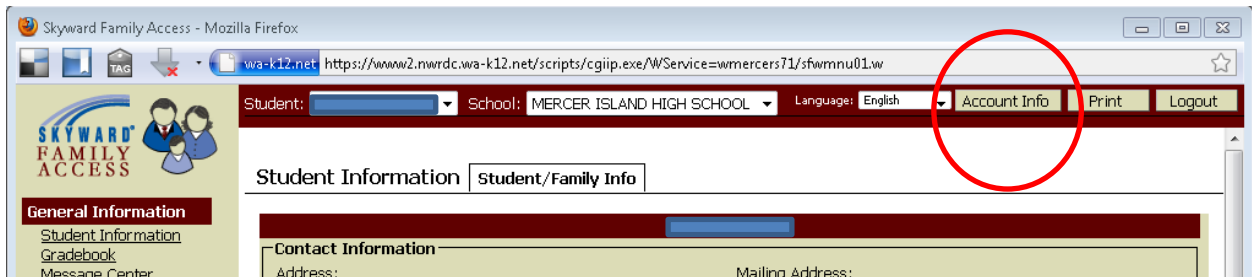 Skyward Family Access - Mozilla Firefox
TAG
wa-k12.net https://www2.nwrdc.wa-k12.net/scripts/cgiip.exe/WService=wmercers71/sfwmnu01.w
Student: School: MERCER ISLAND HIGH SCHOOL Language: English Account Info Print Logout
SKYWARD®
FAMILY
ACCESS
Student Information Student/Family Info
General Information
Student Information
Gradebook
Message Center
Contact Information
Address: Mailing Address: